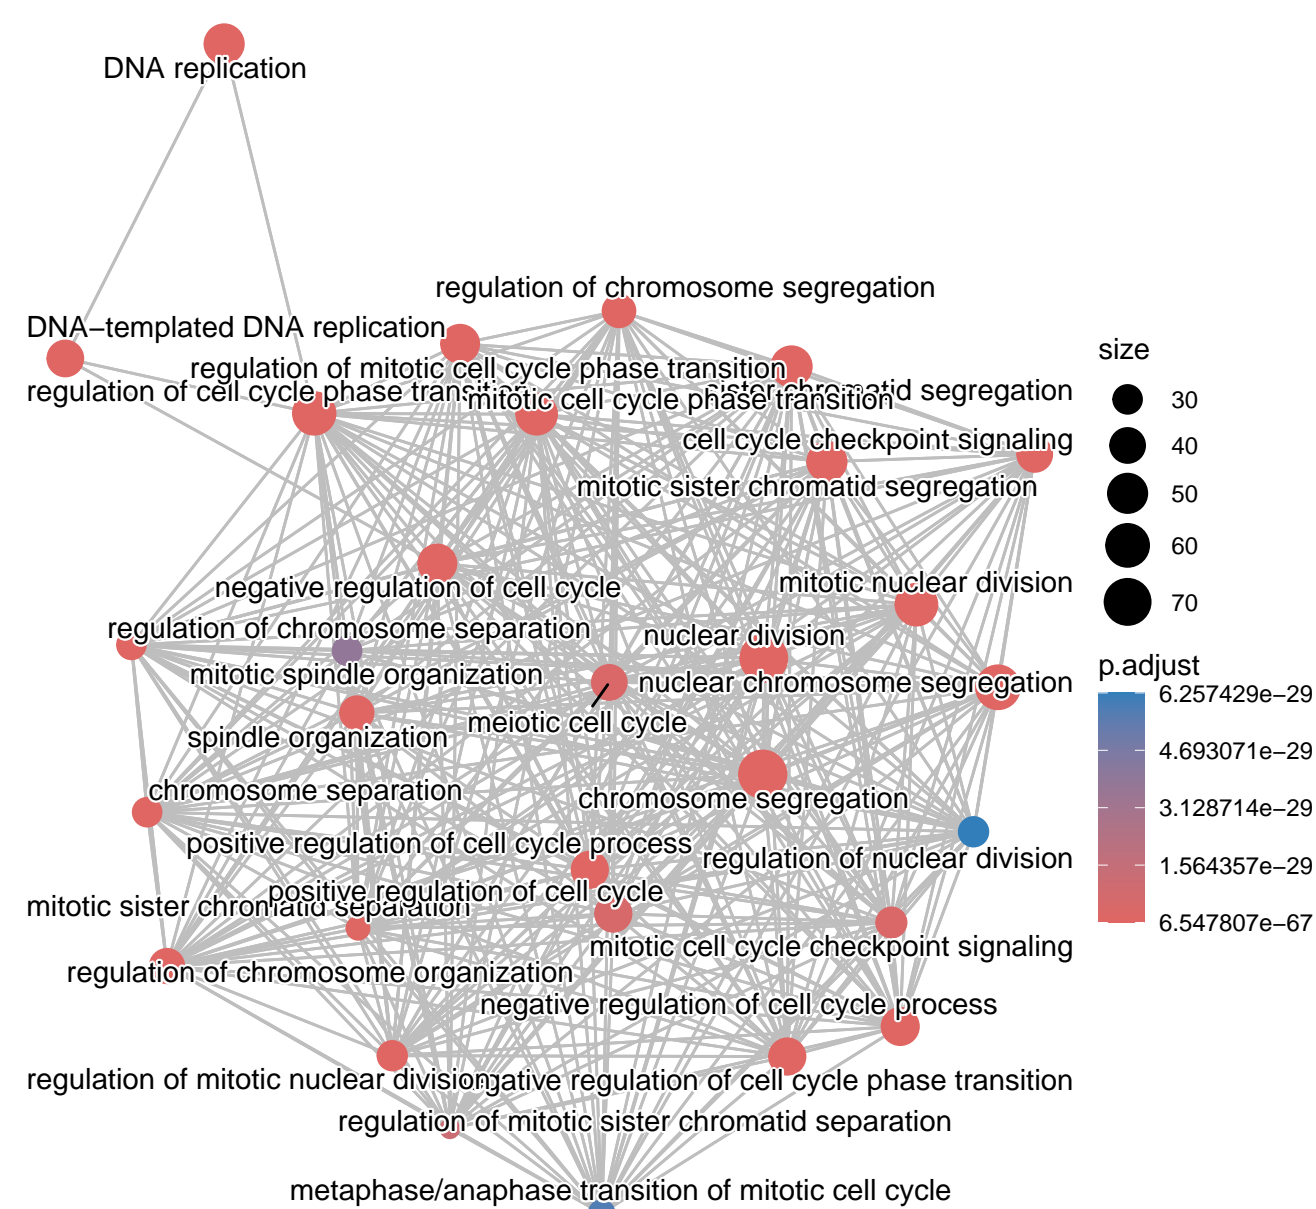 DNA replication
regulation of chromosome segregation
DNA−templated DNA replication
regulation of mitotic cell cycle phase transition
regulation of cell cycle phase transition
sister chromatid segregation
mitotic cell cycle phase transition
cell cycle checkpoint signaling
mitotic sister chromatid segregation
negative regulation of cell cycle
mitotic nuclear division
regulation of chromosome separation
nuclear division
mitotic spindle organization
nuclear chromosome segregation
meiotic cell cycle
spindle organization
chromosome separation
chromosome segregation
positive regulation of cell cycle process
regulation of nuclear division
positive regulation of cell cycle
mitotic sister chromatid separation
mitotic cell cycle checkpoint signaling
regulation of chromosome organization
negative regulation of cell cycle process
regulation of mitotic nuclear division
negative regulation of cell cycle phase transition
regulation of mitotic sister chromatid separation
metaphase/anaphase transition of mitotic cell cycle
size
30
40
50
60
70
p.adjust
6.257429e−29
4.693071e−29
3.128714e−29
1.564357e−29
6.547807e−67